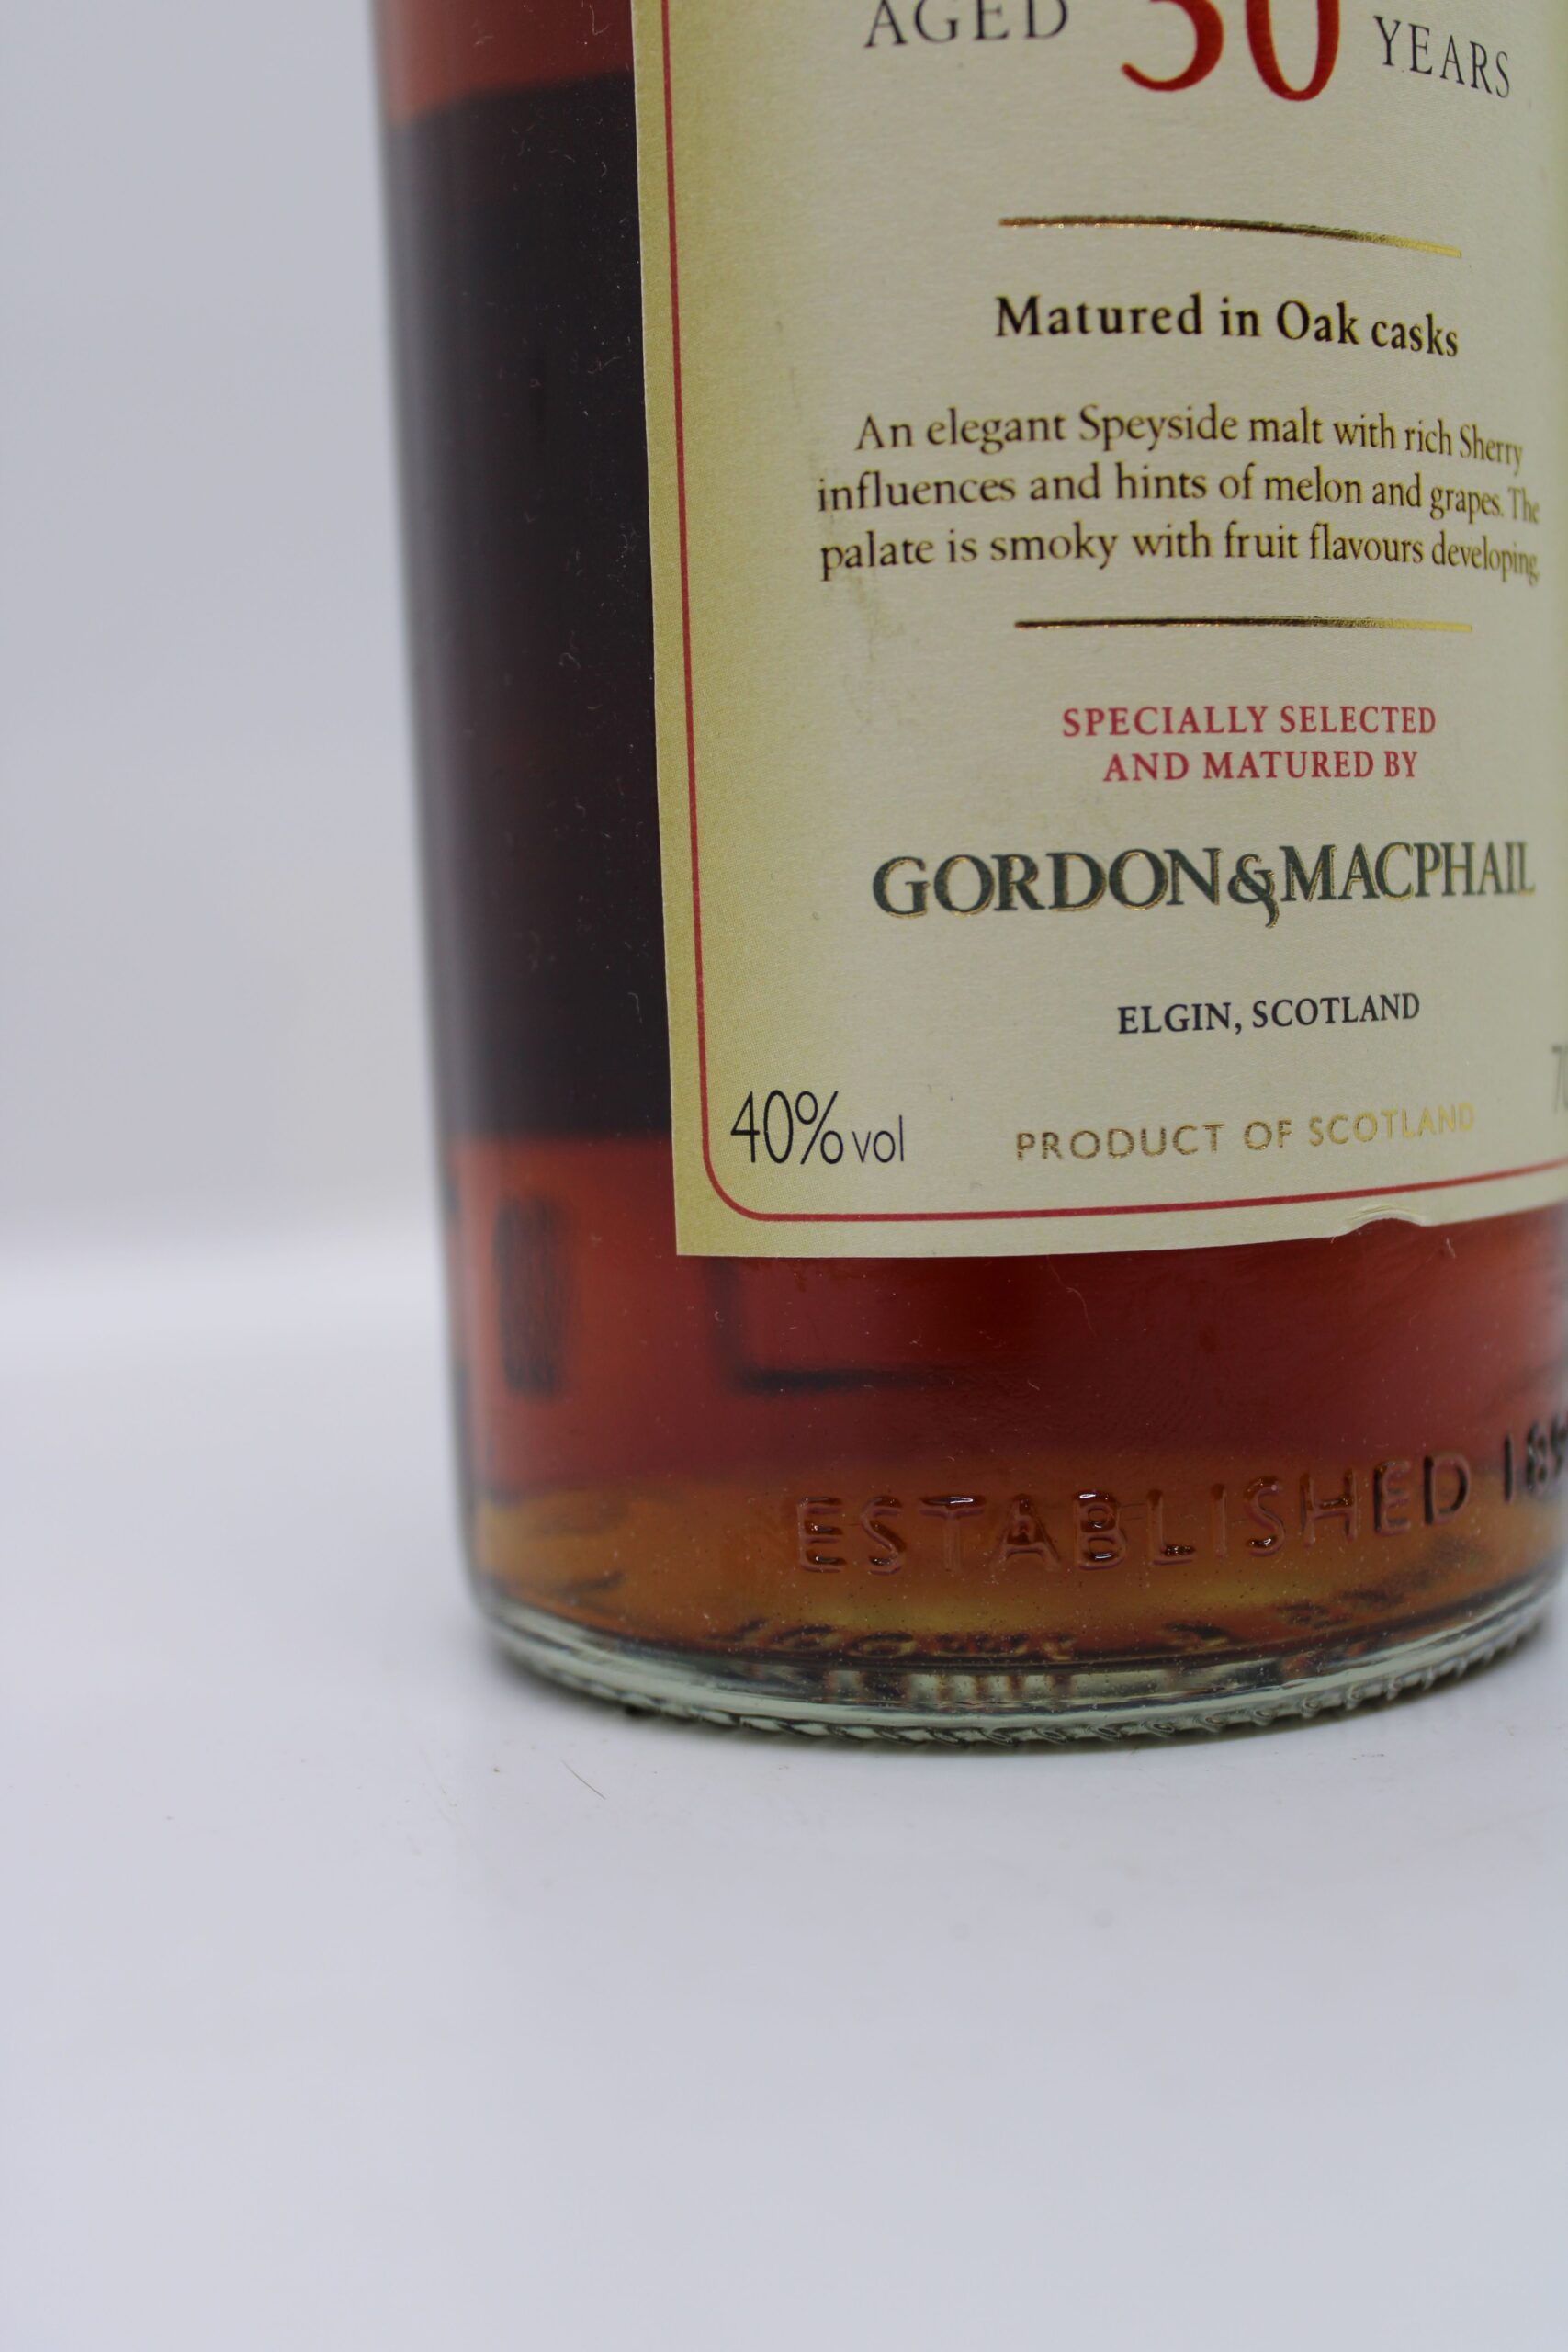 AGED YEARS
Matured in Oak casks
An elegant Speyside malt with rich Sherry
influences and hints of melon and grapes. The
palate is smoky with fruit flavours developing.
SPECIALLY SELECTED
AND MATURED BY
GORDON & MACPHAIL
ELGIN, SCOTLAND
40% vol
PRODUCT OF SCOTLAND
ESTABLISHED